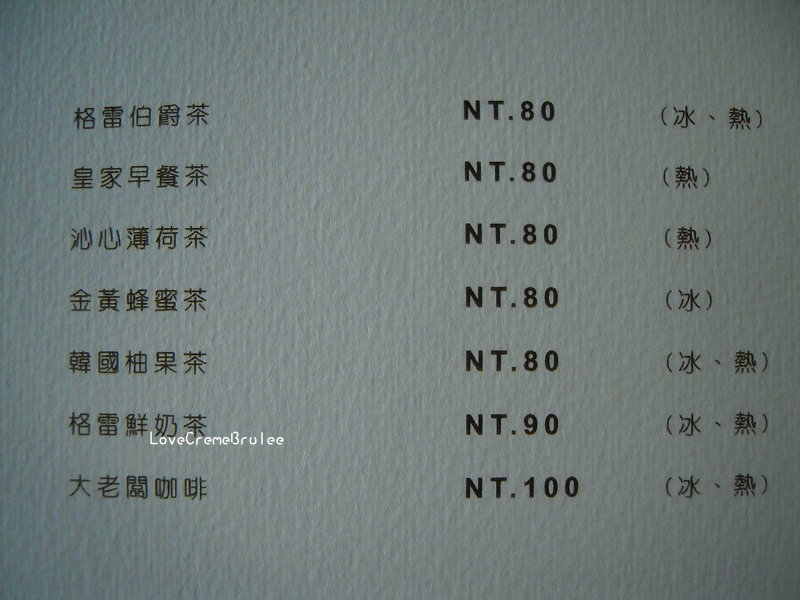 格雷伯爵茶 NT.80 (冰、熱)
皇家早餐茶 NT.80 (熱)
沁心薄荷茶 NT.80 (熱)
金黃蜂蜜茶 NT.80 (冰)
韓國柚果茶 NT.80 (冰、熱)
格雷鮮奶茶 NT.90 (冰、熱)
LoveCremeBrulee
大老闆咖啡 NT.100 (冰、熱)